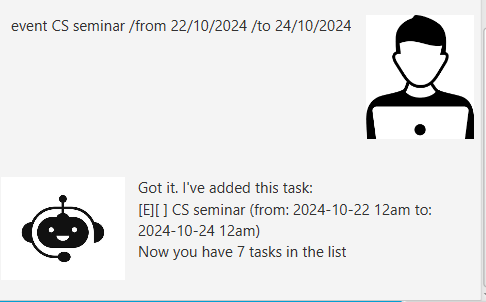 event CS seminar /from 22/10/2024 /to 24/10/2024
Got it. I've added this task:
[E][ ] CS seminar (from: 2024-10-22 12am to:
2024-10-24 12am)
Now you have 7 tasks in the list